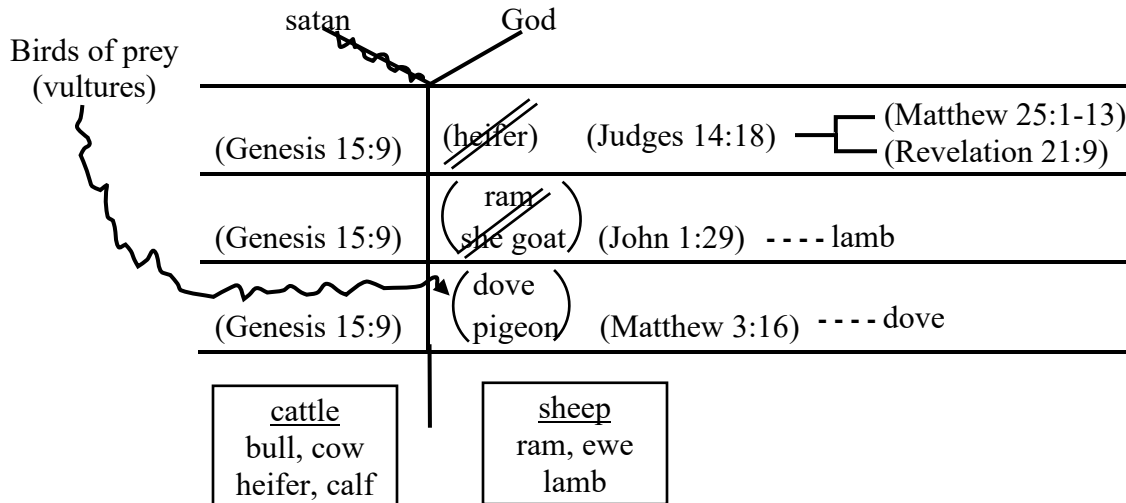 satan God
Birds of prey
(vultures)
(Genesis 15:9) (heifer) (Judges 14:18) (Matthew 25:1-13)
(Revelation 21:9)
ram
(Genesis 15:9) she goat (John 1:29) ---- lamb
dove
(Genesis 15:9) pigeon (Matthew 3:16) ---- dove
cattle
bull, cow
heifer, calf
sheep
ram, ewe
lamb